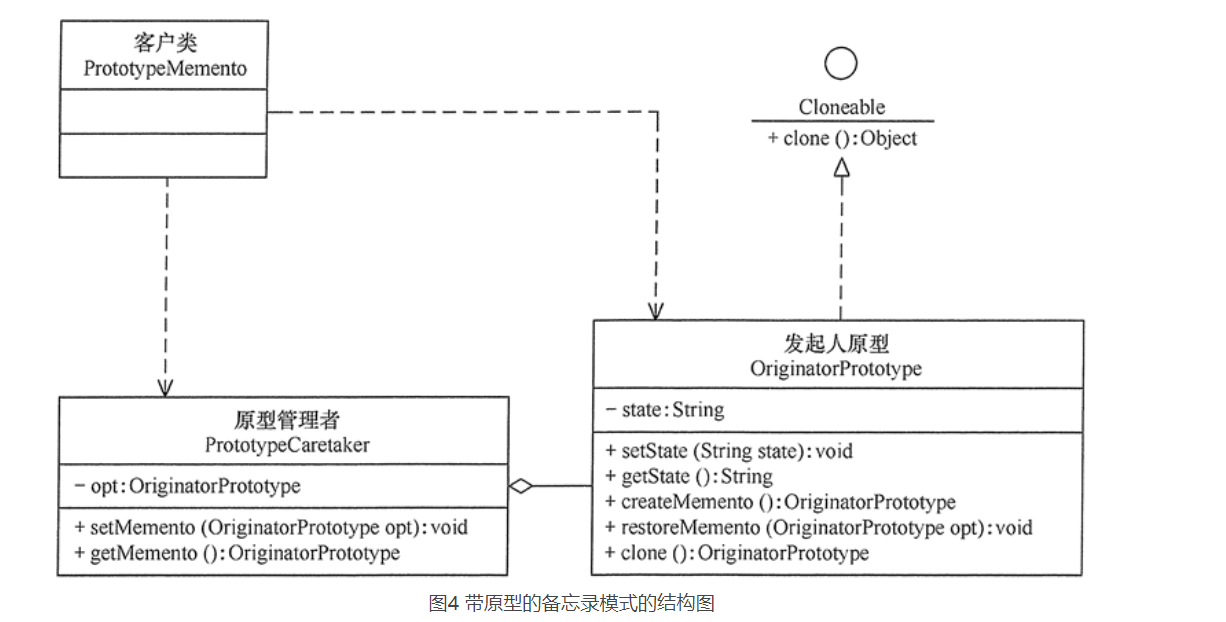 客户类
PrototypeMemento
Cloneable
+ clone ():Object
发起人原型
OriginatorPrototype
- state:String
+ setState (String state):void
+ getState ():String
+ createMemento ():OriginatorPrototype
+ restoreMemento (OriginatorPrototype opt):void
+ clone ():OriginatorPrototype
原型管理者
PrototypeCaretaker
- opt:OriginatorPrototype
+ setMemento (OriginatorPrototype opt):void
+ getMemento ():OriginatorPrototype
图4 带原型的备忘录模式的结构图